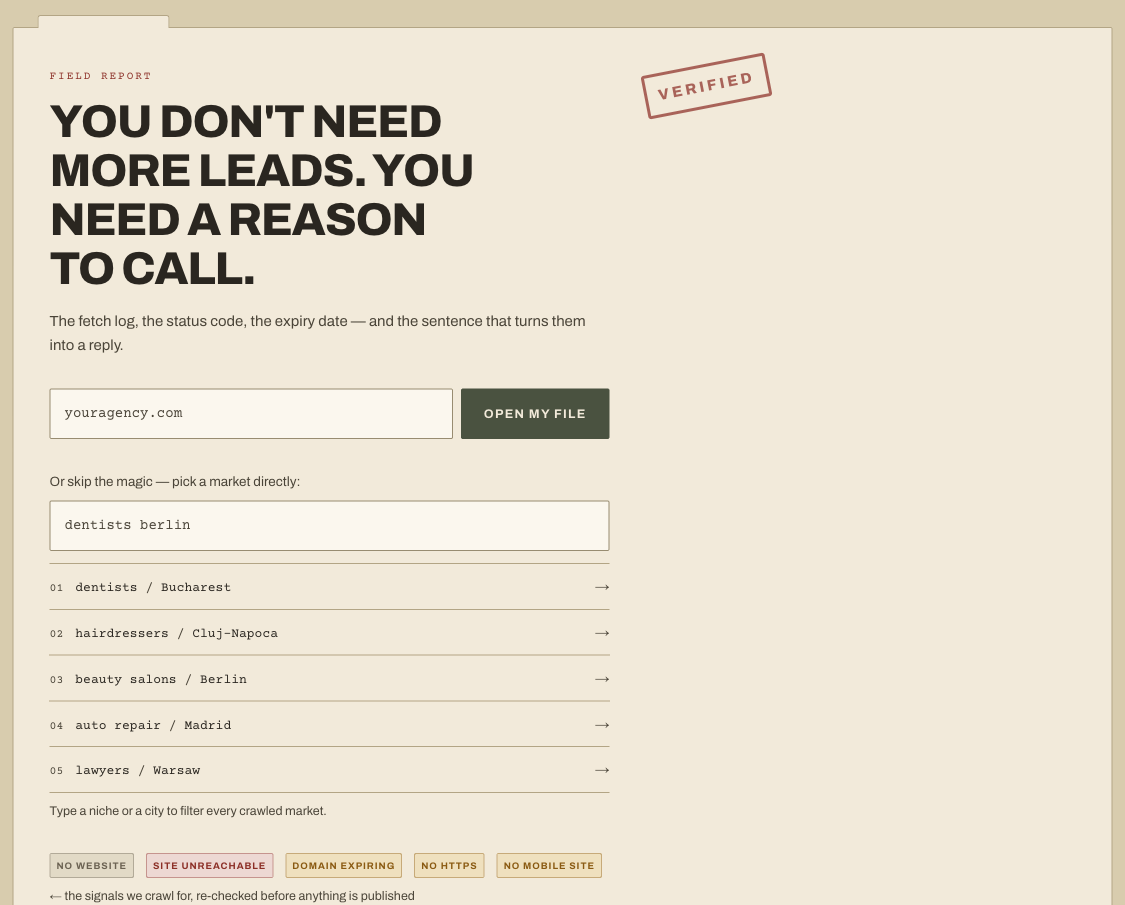 FIELD REPORT
VERIFIED
YOU DON'T NEED
MORE LEADS. YOU
NEED A REASON
TO CALL.
The fetch log, the status code, the expiry date — and the sentence that turns them
into a reply.
youragency.com
OPEN MY FILE
Or skip the magic — pick a market directly:
dentists berlin
01 dentists / Bucharest →
02 hairdressers / Cluj-Napoca →
03 beauty salons / Berlin →
04 auto repair / Madrid →
05 lawyers / Warsaw →
Type a niche or a city to filter every crawled market.
NO WEBSITE SITE UNREACHABLE DOMAIN EXPIRING NO HTTPS NO MOBILE SITE
← the signals we crawl for, re-checked before anything is published